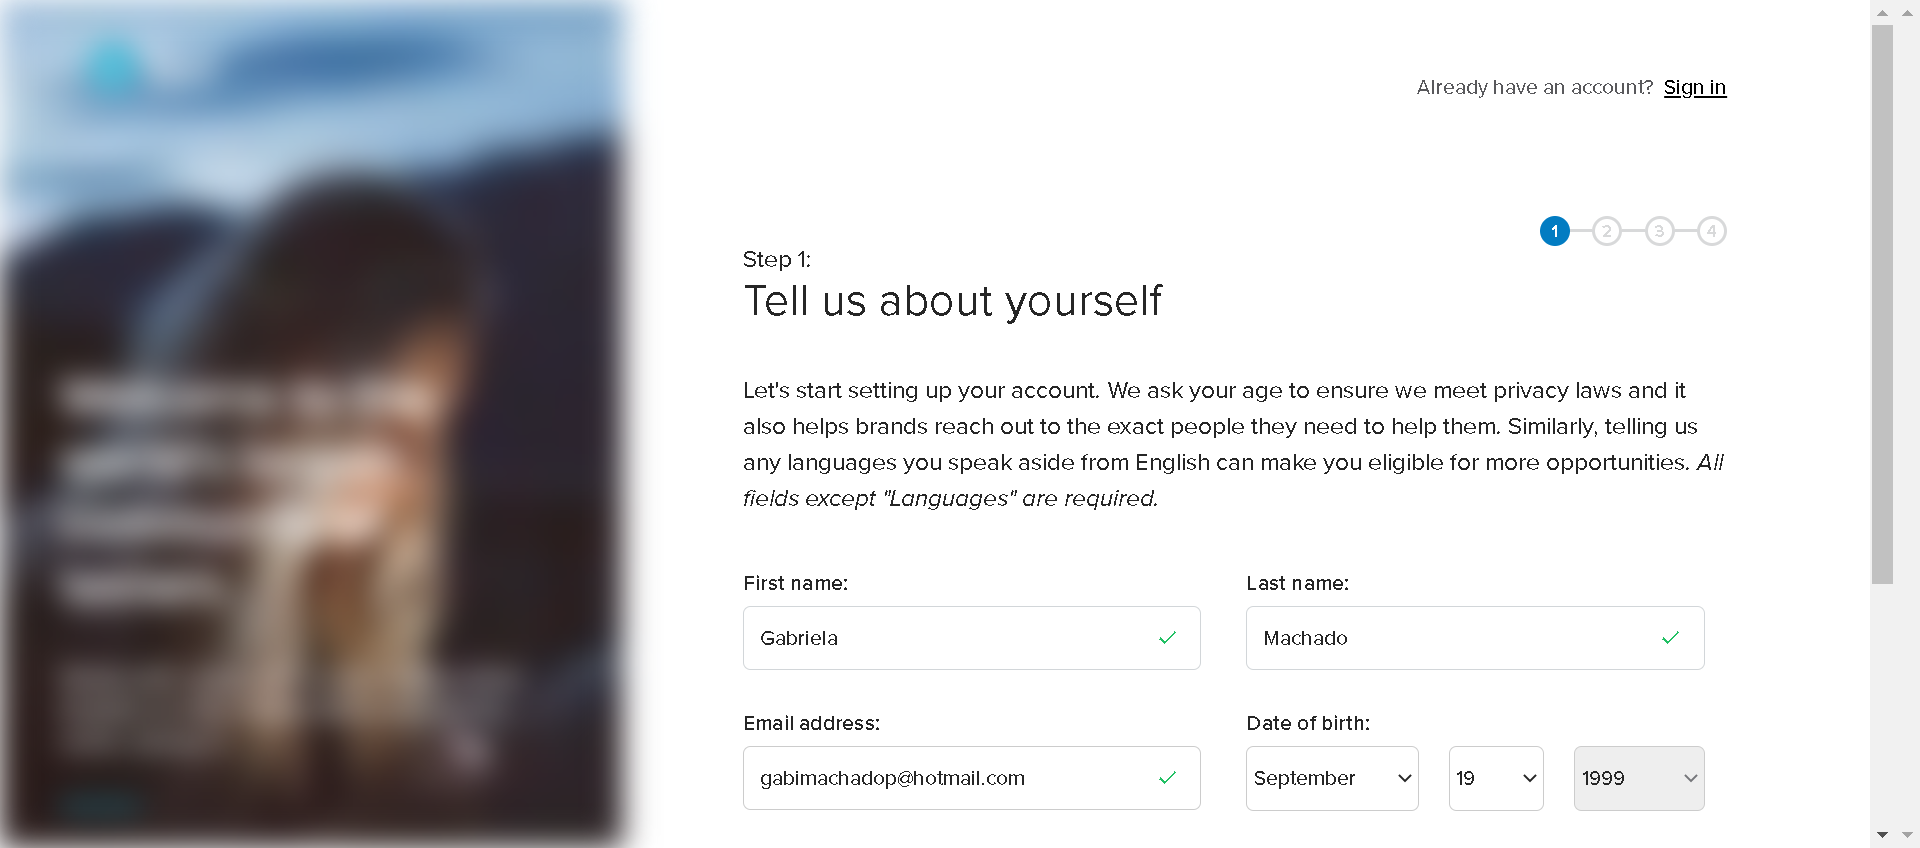 Already have an account? Sign in
1 2 3 4
Step 1:
Tell us about yourself
Let's start setting up your account. We ask your age to ensure we meet privacy laws and it
also helps brands reach out to the exact people they need to help them. Similarly, telling us
any languages you speak aside from English can make you eligible for more opportunities. All
fields except "Languages" are required.
First name: Last name:
Gabriela Machado
Email address: Date of birth:
gabimachadop@hotmail.com September 19 1999